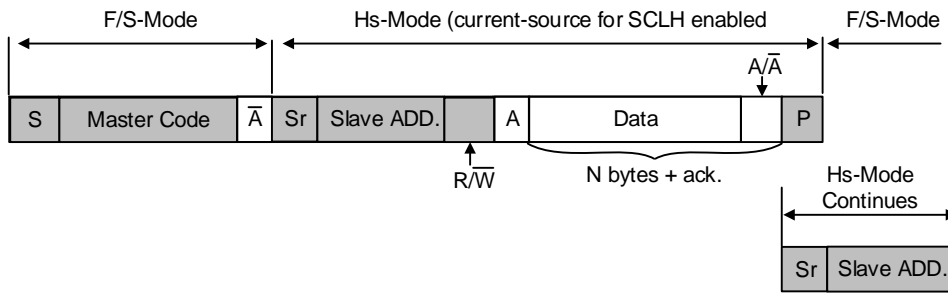 F/S-Mode Hs-Mode (current-source for SCLH enabled F/S-Mode
A/A̅
S Master Code A̅ Sr Slave ADD. A Data P
R/W̅ N bytes + ack.
Hs-Mode
Continues
Sr Slave ADD.